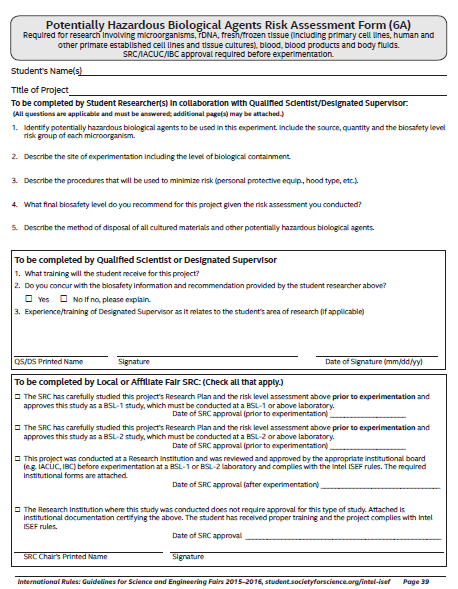 Potentially Hazardous Biological Agents Risk Assessment Form (6A)
Required for research involving microorganisms, rDNA, fresh/frozen tissue (including primary cell lines, human and
other primate established cell lines and tissue cultures), blood, blood products and body fluids.
SRC/IACUC/IBC approval required before experimentation.
Student's Name(s)
Title of Project
To be completed by Student Researcher(s) in collaboration with Qualified Scientist/Designated Supervisor:
(All questions are applicable and must be answered; additional page(s) may be attached.)
1. Identify potentially hazardous biological agents to be used in this experiment. Include the source, quantity and the biosafety level
risk group of each microorganism.
2. Describe the site of experimentation including the level of biological containment.
3. Describe the procedures that will be used to minimize risk (personal protective equip., hood type, etc.).
4. What final biosafety level do you recommend for this project given the risk assessment you conducted?
5. Describe the method of disposal of all cultured materials and other potentially hazardous biological agents.
To be completed by Qualified Scientist or Designated Supervisor
1. What training will the student receive for this project?
2. Do you concur with the biosafety information and recommendation provided by the student researcher above?
☐ Yes ☐ No If no, please explain.
3. Experience/training of Designated Supervisor as it relates to the student's area of research (if applicable)
QS/DS Printed Name Signature Date of Signature (mm/dd/yy)
To be completed by Local or Affiliate Fair SRC: (Check all that apply.)
☐ The SRC has carefully studied this project's Research Plan and the risk level assessment above prior to experimentation and
approves this study as a BSL-1 study, which must be conducted at a BSL-1 or above laboratory.
Date of SRC approval (prior to experimentation)
☐ The SRC has carefully studied this project's Research Plan and the risk level assessment above prior to experimentation and
approves this study as a BSL-2 study, which must be conducted at a BSL-2 or above laboratory.
Date of SRC approval (prior to experimentation)
☐ This project was conducted at a Research Institution and was reviewed and approved by the appropriate institutional board
(e.g. IACUC, IBC) before experimentation at a BSL-1 or BSL-2 laboratory and complies with the Intel ISEF rules. The required
institutional forms are attached.
Date of SRC approval (after experimentation)
☐ The Research Institution where this study was conducted does not require approval for this type of study. Attached is
institutional documentation certifying the above. The student has received proper training and the project complies with Intel
ISEF rules.
Date of SRC approval
SRC Chair's Printed Name Signature
International Rules: Guidelines for Science and Engineering Fairs 2015–2016, student.societyforscience.org/intel-isef Page 39